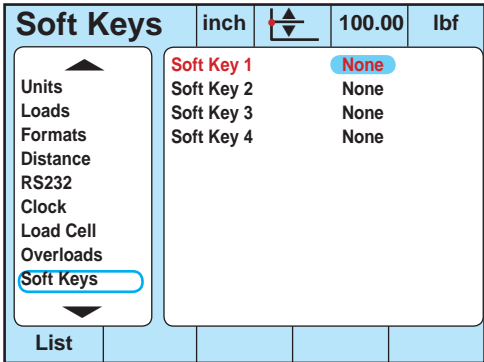 Soft Keys inch 100.00 lbf
Units
Loads
Formats
Distance
RS232
Clock
Load Cell
Overloads
Soft Keys
Soft Key 1 None
Soft Key 2 None
Soft Key 3 None
Soft Key 4 None
List